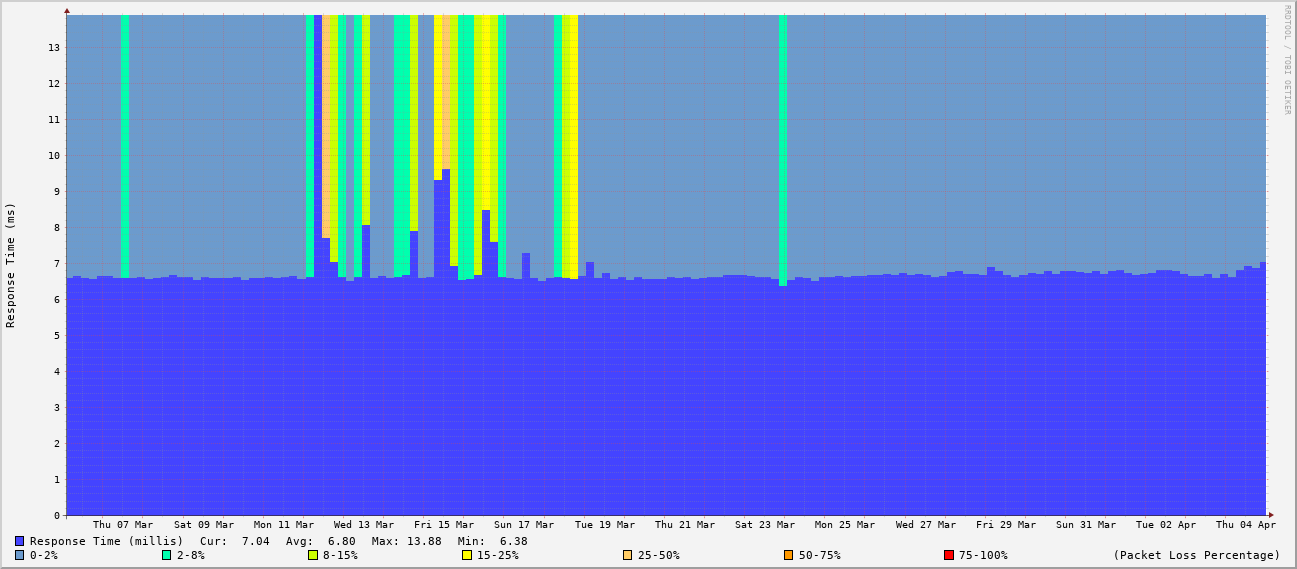 RRDTOOL / TOBI OETIKER
Response Time (ms)
13
12
11
10
9
8
7
6
5
4
3
2
1
0
Thu 07 Mar Sat 09 Mar Mon 11 Mar Wed 13 Mar Fri 15 Mar Sun 17 Mar Tue 19 Mar Thu 21 Mar Sat 23 Mar Mon 25 Mar Wed 27 Mar Fri 29 Mar Sun 31 Mar Tue 02 Apr Thu 04 Apr
Response Time (millis) Cur: 7.04 Avg: 6.80 Max: 13.88 Min: 6.38
0-2% 2-8% 8-15% 15-25% 25-50% 50-75% 75-100% (Packet Loss Percentage)